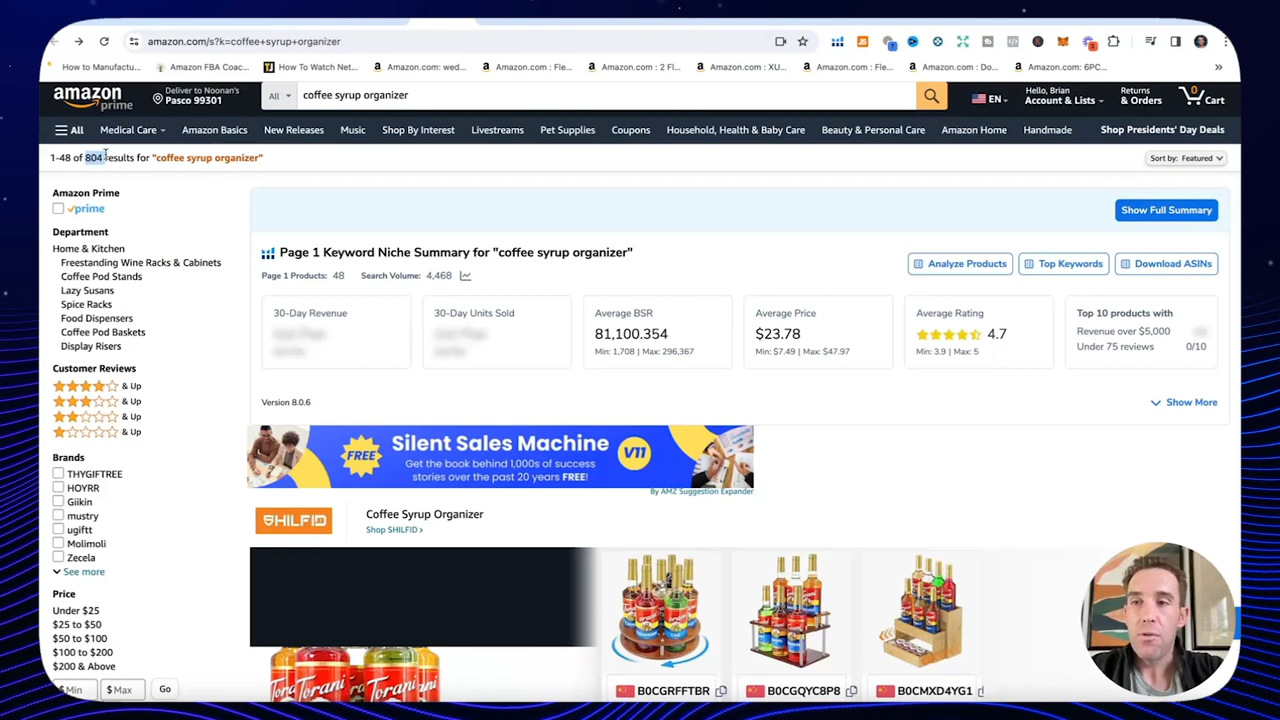 amazon.com/s?k=coffee+syrup+organizer
How to Manufactu...
Amazon FBA Coac...
How To Watch Net...
Amazon.com: wed...
Amazon.com : Fle...
Amazon.com : 2 Fl...
Amazon.com : XU...
Amazon.com : Fle...
Amazon.com : Do...
Amazon.com: 6PC...
amazon prime
Deliver to Noonan's
Pasco 99301
All
coffee syrup organizer
EN
Hello, Brian
Account & Lists
Returns
& Orders
0
Cart
All
Medical Care
Amazon Basics
New Releases
Music
Shop By Interest
Livestreams
Pet Supplies
Coupons
Household, Health & Baby Care
Beauty & Personal Care
Amazon Home
Handmade
Shop Presidents' Day Deals
1-48 of 804 results for "coffee syrup organizer"
Sort by: Featured
Amazon Prime
prime
Department
Home & Kitchen
Freestanding Wine Racks & Cabinets
Coffee Pod Stands
Lazy Susans
Spice Racks
Food Dispensers
Coffee Pod Baskets
Display Risers
Customer Reviews
& Up
& Up
& Up
& Up
Brands
THYGIFTREE
HOYRR
Giikin
mustry
ugiftt
Molimoli
Zecela
See more
Price
Under $25
$25 to $50
$50 to $100
$100 to $200
$200 & Above
$ Min
$ Max
Go
Show Full Summary
Page 1 Keyword Niche Summary for "coffee syrup organizer"
Page 1 Products: 48
Search Volume: 4,468
Analyze Products
Top Keywords
Download ASINs
30-Day Revenue
30-Day Units Sold
Average BSR
81,100.354
Min: 1,708 | Max: 296,367
Average Price
$23.78
Min: $7.49 | Max: $47.97
Average Rating
4.7
Min: 3.9 | Max: 5
Top 10 products with
Revenue over $5,000
Under 75 reviews
0/10
Version 8.0.6
Show More
FREE
Silent Sales Machine
Get the book behind 1,000s of success
stories over the past 20 years FREE!
V11
By AMZ Suggestion Expander
SHILFID
Coffee Syrup Organizer
Shop SHILFID
Torani
B0CGRFFTBR
B0CGQYC8P8
B0CMXD4YG1